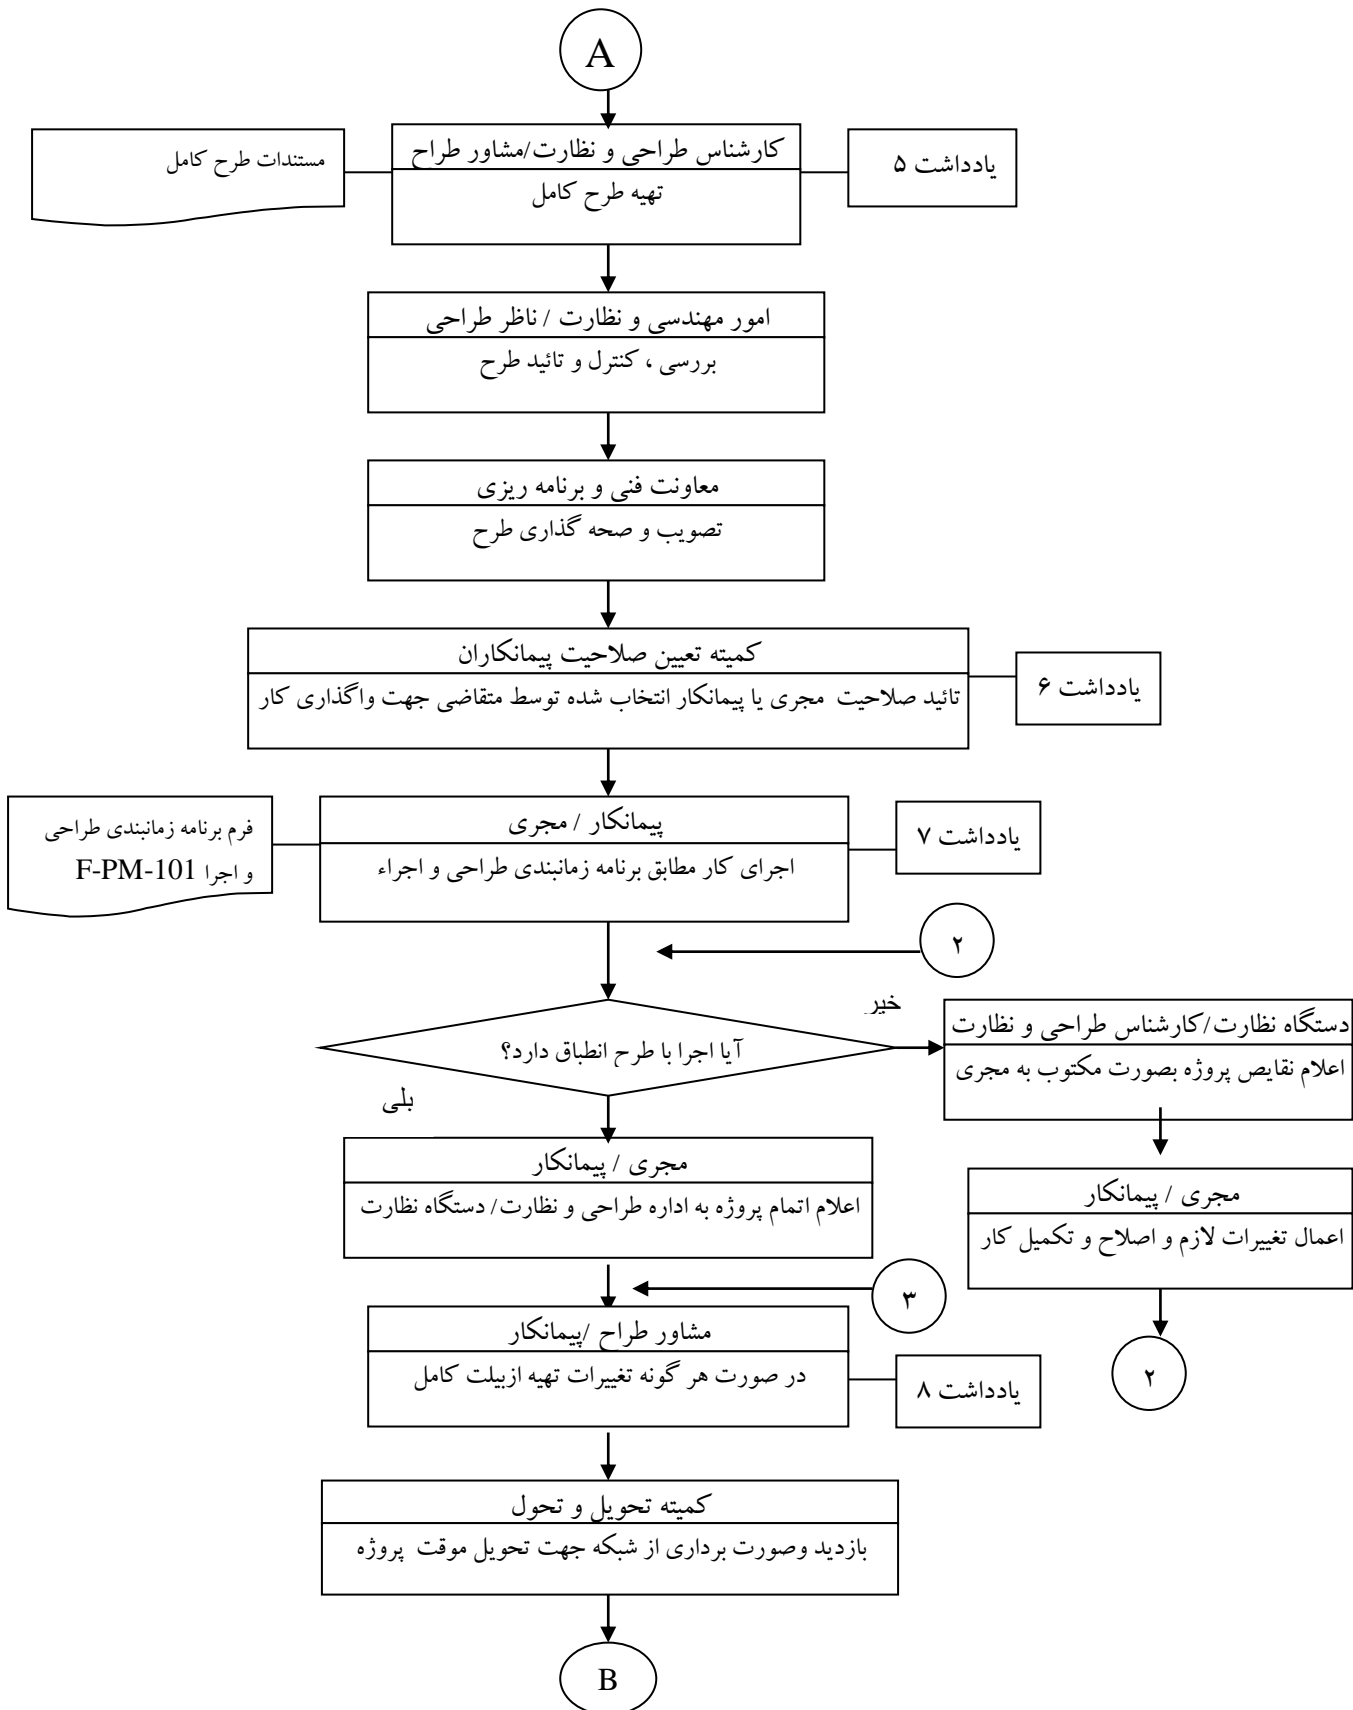 A
کارشناس طراحی و نظارت/مشاور طراح
تهیه طرح کامل
مستندات طرح کامل
یادداشت ۵
امور مهندسی و نظارت / ناظر طراحی
بررسی ، کنترل و تائید طرح
معاونت فنی و برنامه ریزی
تصویب و صحه گذاری طرح
کمیته تعیین صلاحیت پیمانکاران
تائید صلاحیت مجری یا پیمانکار انتخاب شده توسط متقاضی جهت واگذاری کار
یادداشت ۶
پیمانکار / مجری
اجرای کار مطابق برنامه زمانبندی طراحی و اجراء
فرم برنامه زمانبندی طراحی
و اجرا F-PM-101
یادداشت ۷
۲
آیا اجرا با طرح انطباق دارد؟
خیر
بلی
دستگاه نظارت/کارشناس طراحی و نظارت
اعلام نقایص پروژه بصورت مکتوب به مجری
مجری / پیمانکار
اعمال تغییرات لازم و اصلاح و تکمیل کار
۲
مجری / پیمانکار
اعلام اتمام پروژه به اداره طراحی و نظارت/ دستگاه نظارت
۳
مشاور طراح /پیمانکار
در صورت هر گونه تغییرات تهیه ازبیلت کامل
یادداشت ۸
کمیته تحویل و تحول
بازدید وصورت برداری از شبکه جهت تحویل موقت پروژه
B